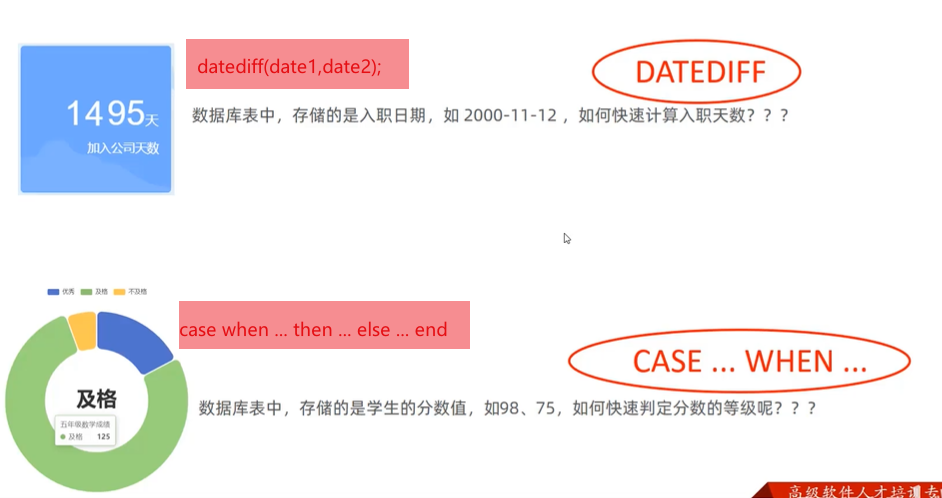 datediff(date1,date2);
DATEDIFF
1495天
加入公司天数
数据库表中，存储的是入职日期，如 2000-11-12 ，如何快速计算入职天数？？？
优秀 及格 不及格
case when ... then ... else ... end
CASE ... WHEN ...
及格
五年级数学成绩
及格 125
数据库表中，存储的是学生的分数值，如98、75，如何快速判定分数的等级呢？？？
高级软件人才培训专